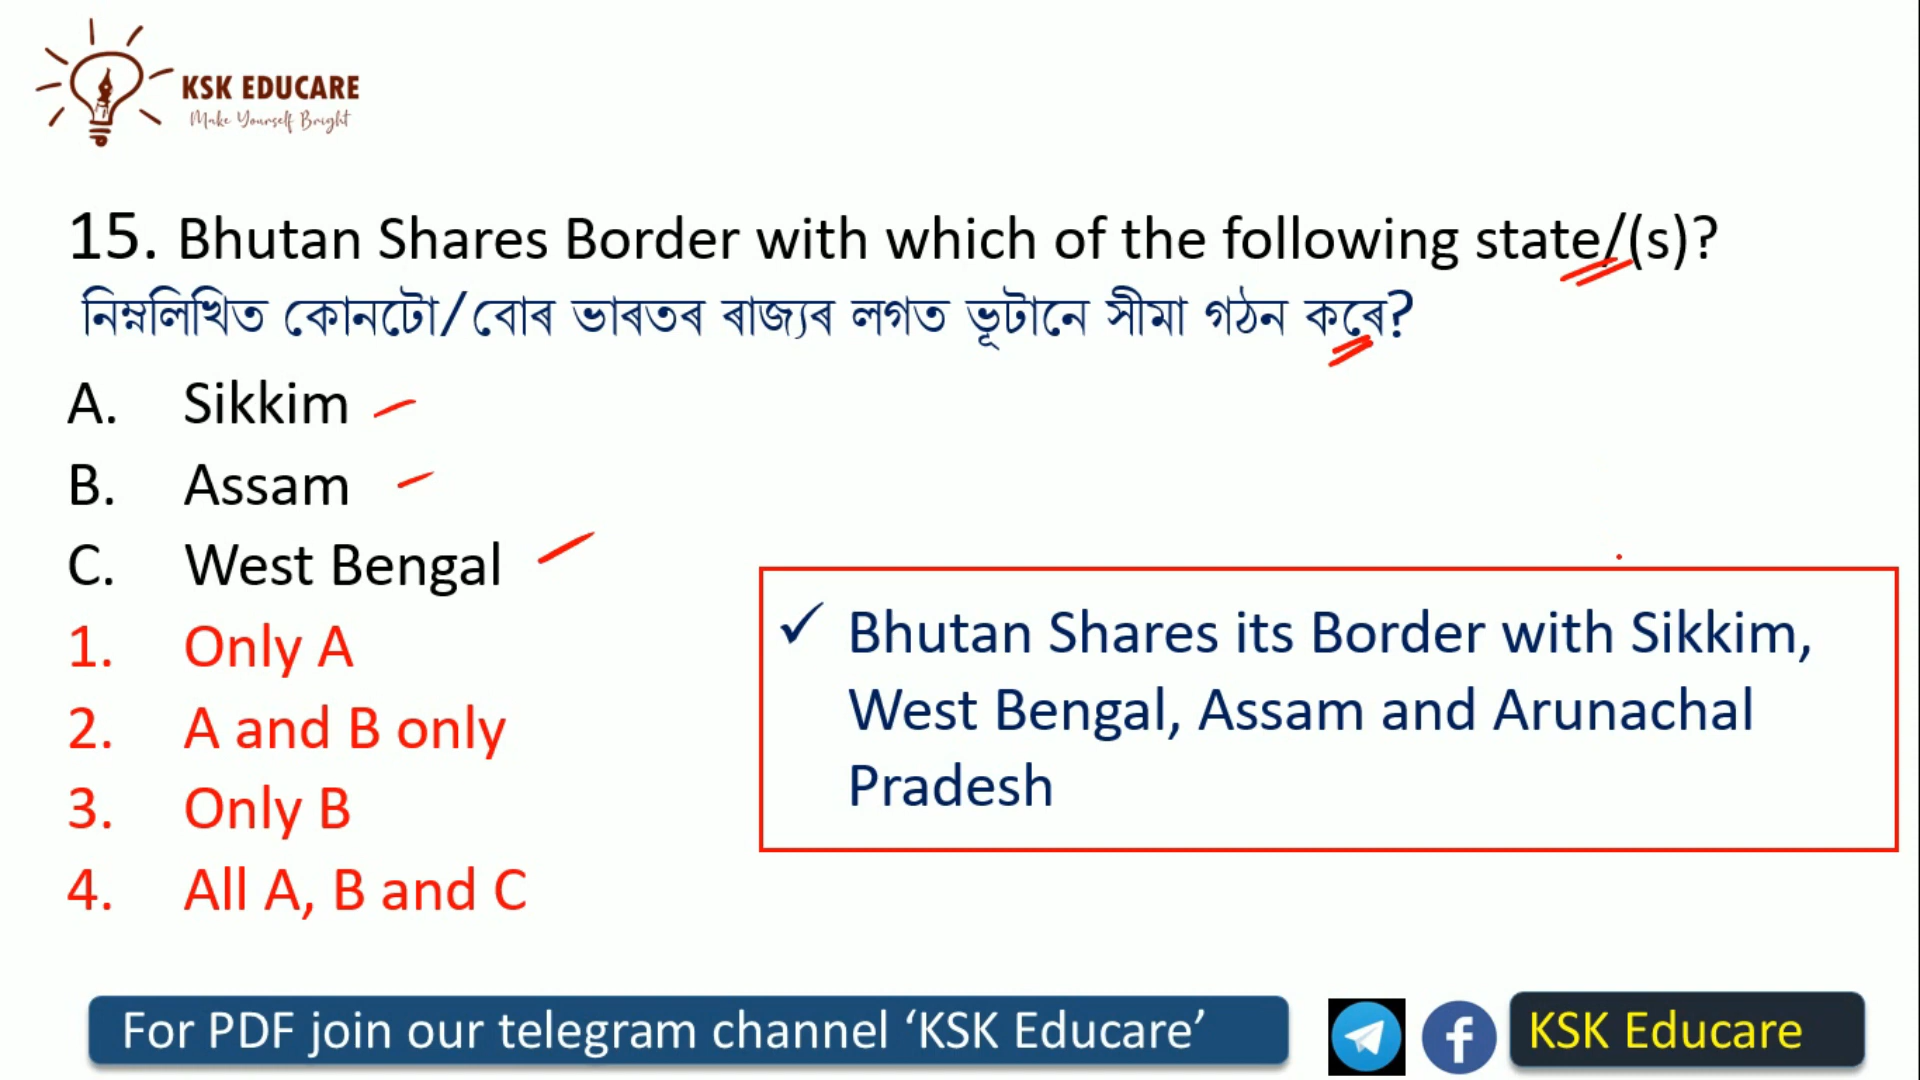 KSK EDUCARE
Make Yourself Bright
15. Bhutan Shares Border with which of the following state/(s)?
নিম্নলিখিত কোনটো/বোৰ ভাৰতৰ ৰাজ্যৰ লগত ভূটানে সীমা গঠন কৰে?
A. Sikkim
B. Assam
C. West Bengal
1. Only A
2. A and B only
3. Only B
4. All A, B and C
✓ Bhutan Shares its Border with Sikkim,
West Bengal, Assam and Arunachal
Pradesh
For PDF join our telegram channel ‘KSK Educare’
KSK Educare